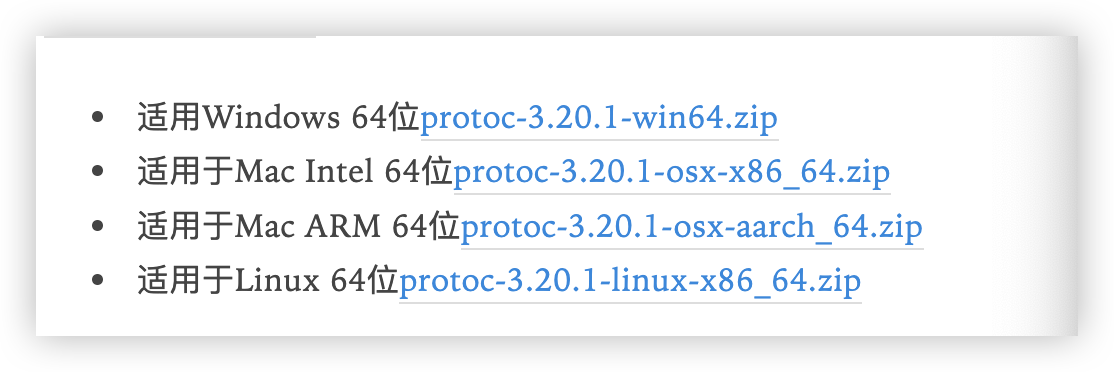 适用Windows 64位protoc-3.20.1-win64.zip
适用于Mac Intel 64位protoc-3.20.1-osx-x86_64.zip
适用于Mac ARM 64位protoc-3.20.1-osx-aarch_64.zip
适用于Linux 64位protoc-3.20.1-linux-x86_64.zip